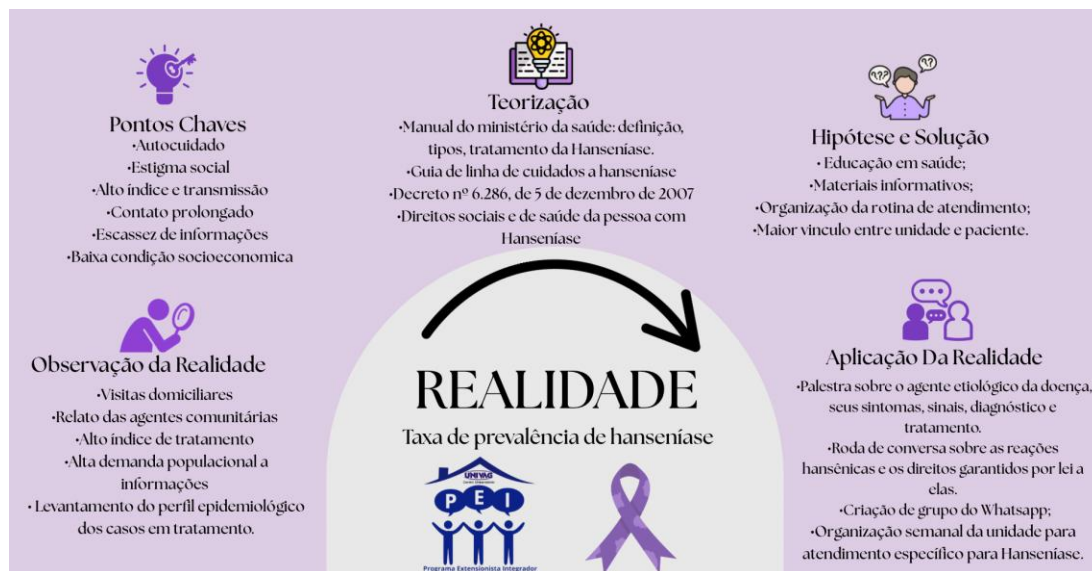 Pontos Chaves
•Autocuidado
•Estigma social
•Alto índice e transmissão
•Contato prolongado
•Escassez de informações
•Baixa condição socioeconomica
Teorização
•Manual do ministério da saúde: definição,
tipos, tratamento da Hanseníase.
•Guia de linha de cuidados a hanseníase
•Decreto nº 6.286, de 5 de dezembro de 2007
•Direitos sociais e de saúde da pessoa com
Hanseníase
??? ??
Hipótese e Solução
• Educação em saúde;
•Materiais informativos;
•Organização da rotina de atendimento;
•Maior vinculo entre unidade e paciente.
Observação da Realidade
•Visitas domiciliares
•Relato das agentes comunitárias
•Alto índice de tratamento
•Alta demanda populacional a
informações
• Levantamento do perfil epidemiológico
dos casos em tratamento.
REALIDADE
Taxa de prevalência de hanseníase
UNIVAG
PEI
Programa Extensionista Integrador
Aplicação Da Realidade
•Palestra sobre o agente etiológico da doença,
seus sintomas, sinais, diagnóstico e
tratamento.
•Roda de conversa sobre as reações
hansênicas e os direitos garantidos por lei a
elas.
•Criação de grupo do Whatsapp;
•Organização semanal da unidade para
atendimento específico para Hanseníase.